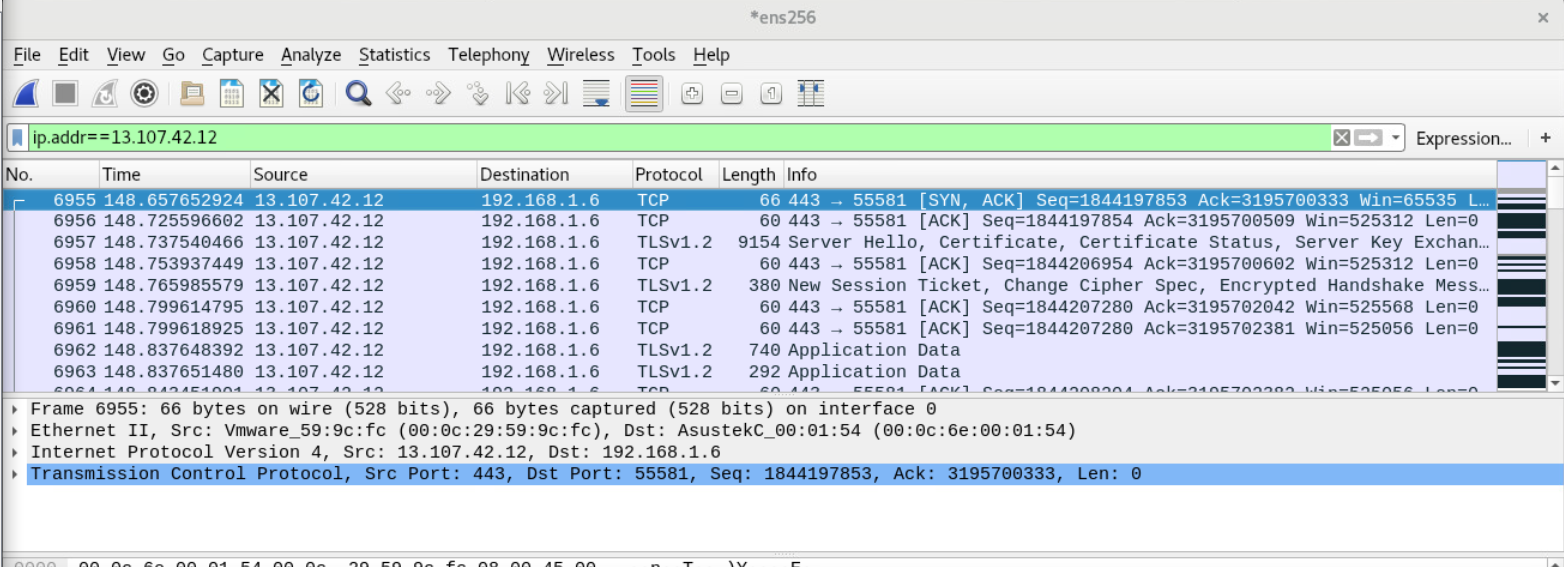 *ens256
File Edit View Go Capture Analyze Statistics Telephony Wireless Tools Help
ip.addr==13.107.42.12 Expression... +
No. Time Source Destination Protocol Length Info
6955 148.657652924 13.107.42.12 192.168.1.6 TCP 66 443 → 55581 [SYN, ACK] Seq=1844197853 Ack=3195700333 Win=65535 L…
6956 148.725596602 13.107.42.12 192.168.1.6 TCP 60 443 → 55581 [ACK] Seq=1844197854 Ack=3195700509 Win=525312 Len=0
6957 148.737540466 13.107.42.12 192.168.1.6 TLSv1.2 9154 Server Hello, Certificate, Certificate Status, Server Key Exchan…
6958 148.753937449 13.107.42.12 192.168.1.6 TCP 60 443 → 55581 [ACK] Seq=1844206954 Ack=3195700602 Win=525312 Len=0
6959 148.765985579 13.107.42.12 192.168.1.6 TLSv1.2 380 New Session Ticket, Change Cipher Spec, Encrypted Handshake Mess…
6960 148.799614795 13.107.42.12 192.168.1.6 TCP 60 443 → 55581 [ACK] Seq=1844207280 Ack=3195702042 Win=525568 Len=0
6961 148.799618925 13.107.42.12 192.168.1.6 TCP 60 443 → 55581 [ACK] Seq=1844207280 Ack=3195702381 Win=525056 Len=0
6962 148.837648392 13.107.42.12 192.168.1.6 TLSv1.2 740 Application Data
6963 148.837651480 13.107.42.12 192.168.1.6 TLSv1.2 292 Application Data
Frame 6955: 66 bytes on wire (528 bits), 66 bytes captured (528 bits) on interface 0
Ethernet II, Src: Vmware_59:9c:fc (00:0c:29:59:9c:fc), Dst: AsustekC_00:01:54 (00:0c:6e:00:01:54)
Internet Protocol Version 4, Src: 13.107.42.12, Dst: 192.168.1.6
Transmission Control Protocol, Src Port: 443, Dst Port: 55581, Seq: 1844197853, Ack: 3195700333, Len: 0